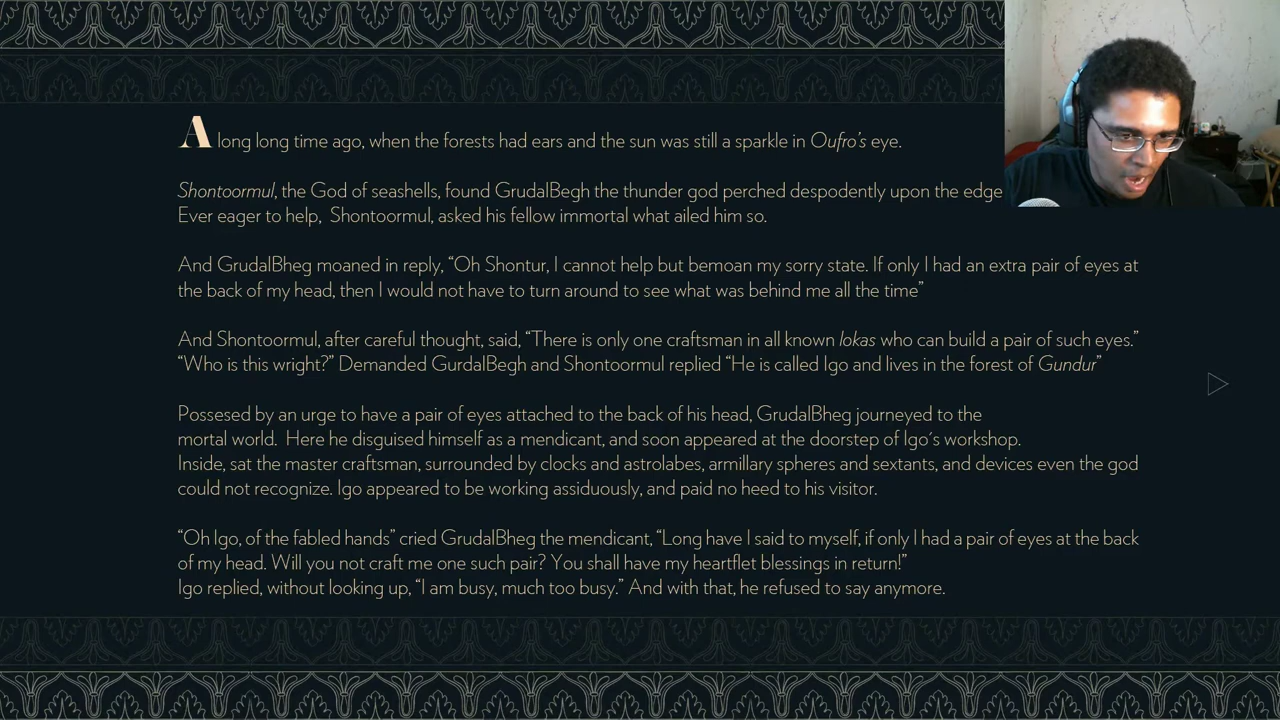 A long long time ago, when the forests had ears and the sun was still a sparkle in Oufro's eye.
Shontoormul, the God of seashells, found GrudalBegh the thunder god perched despodently upon the edge
Ever eager to help, Shontoormul, asked his fellow immortal what ailed him so.
And GrudalBheg moaned in reply, “Oh Shontur, I cannot help but bemoan my sorry state. If only I had an extra pair of eyes at
the back of my head, then I would not have to turn around to see what was behind me all the time”
And Shontoormul, after careful thought, said, “There is only one craftsman in all known lokas who can build a pair of such eyes.”
“Who is this wright?” Demanded GurdalBegh and Shontoormul replied “He is called Igo and lives in the forest of Gundur”
Possesed by an urge to have a pair of eyes attached to the back of his head, GrudalBheg journeyed to the
mortal world. Here he disguised himself as a mendicant, and soon appeared at the doorstep of Igo's workshop.
Inside, sat the master craftsman, surrounded by clocks and astrolabes, armillary spheres and sextants, and devices even the god
could not recognize. Igo appeared to be working assiduously, and paid no heed to his visitor.
“Oh Igo, of the fabled hands” cried GrudalBheg the mendicant, “Long have I said to myself, if only I had a pair of eyes at the back
of my head. Will you not craft me one such pair? You shall have my heartflet blessings in return!”
Igo replied, without looking up, “I am busy, much too busy.” And with that, he refused to say anymore.